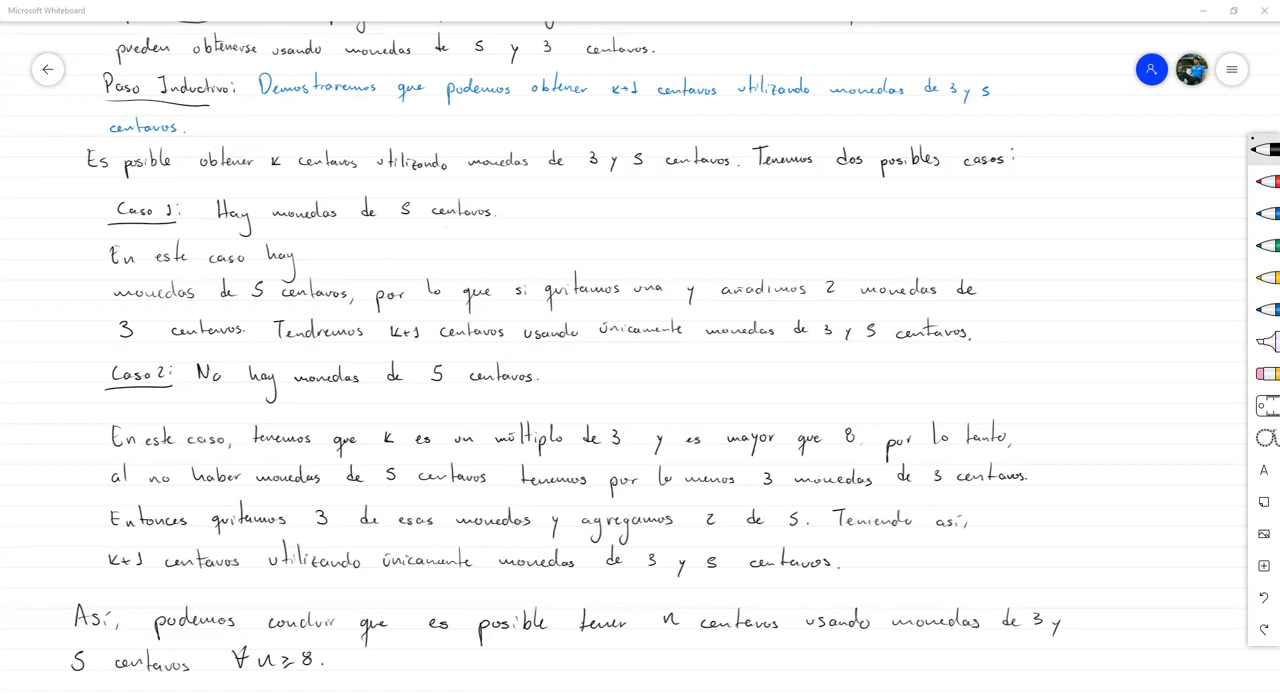 Microsoft Whiteboard
pueden obtenerse usando monedas de 5 y 3 centavos.
Paso Inductivo: Demostraremos que podemos obtener k+1 centavos utilizando monedas de 3 y 5
centavos.
Es posible obtener k centavos utilizando monedas de 3 y 5 centavos. Tenemos dos posibles casos:
Caso 1: Hay monedas de 5 centavos.
En este caso hay
monedas de 5 centavos, por lo que si quitamos una y añadimos 2 monedas de
3 centavos. Tendremos k+1 centavos usando únicamente monedas de 3 y 5 centavos.
Caso 2: No hay monedas de 5 centavos.
En este caso, tenemos que k es un múltiplo de 3 y es mayor que 8, por lo tanto,
al no haber monedas de 5 centavos tenemos por lo menos 3 monedas de 3 centavos.
Entonces quitamos 3 de esas monedas y agregamos 2 de 5. Teniendo así,
k+1 centavos utilizando únicamente monedas de 3 y 5 centavos.
Así, podemos concluir que es posible tener n centavos usando monedas de 3 y
5 centavos ∀ n ≥ 8.
A